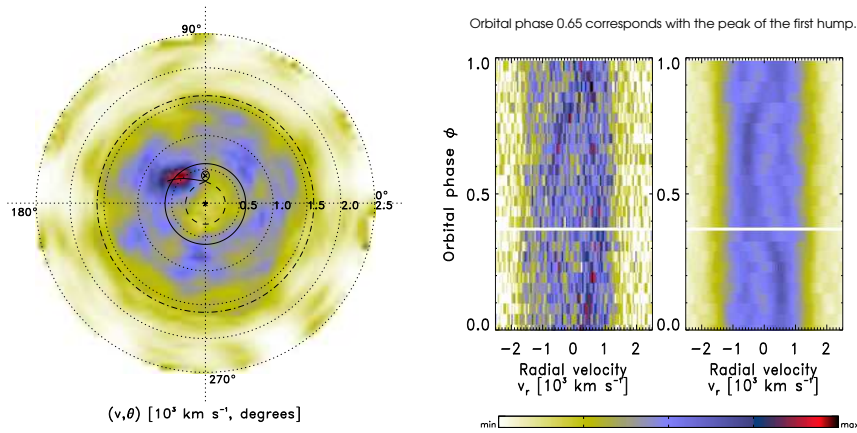 Orbital phase 0.65 corresponds with the peak of the first hump.
90°
180°
0°
0.5 1.0 1.5 2.0 2.5
270°
(v,θ) [10³ km s⁻¹, degrees]
Orbital phase ϕ
1.0
0.5
0.0
−2 −1 0 1 2
Radial velocity
vᵣ [10³ km s⁻¹]
1.0
0.5
0.0
−2 −1 0 1 2
Radial velocity
vᵣ [10³ km s⁻¹]
min max